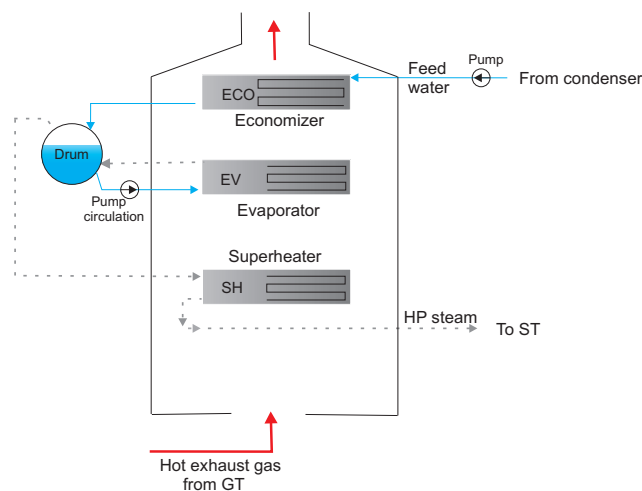 Pump
Feed
water
From condenser
ECO
Economizer
Drum
EV
Pump
circulation
Evaporator
Superheater
SH
HP steam
To ST
Hot exhaust gas
from GT